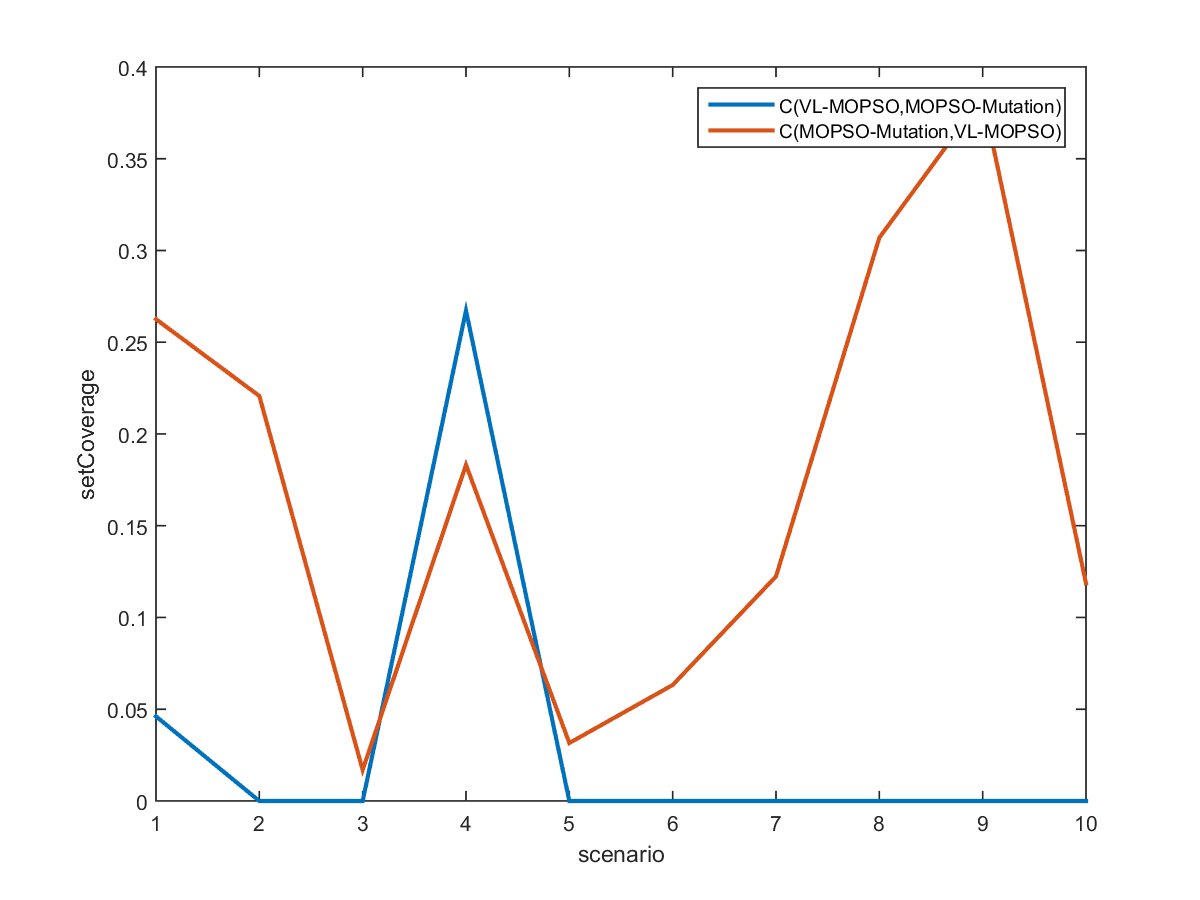 0.4
0.35
0.3
0.25
0.2
0.15
0.1
0.05
0
setCoverage
C(VL-MOPSO,MOPSO-Mutation)
C(MOPSO-Mutation,VL-MOPSO)
1 2 3 4 5 6 7 8 9 10
scenario